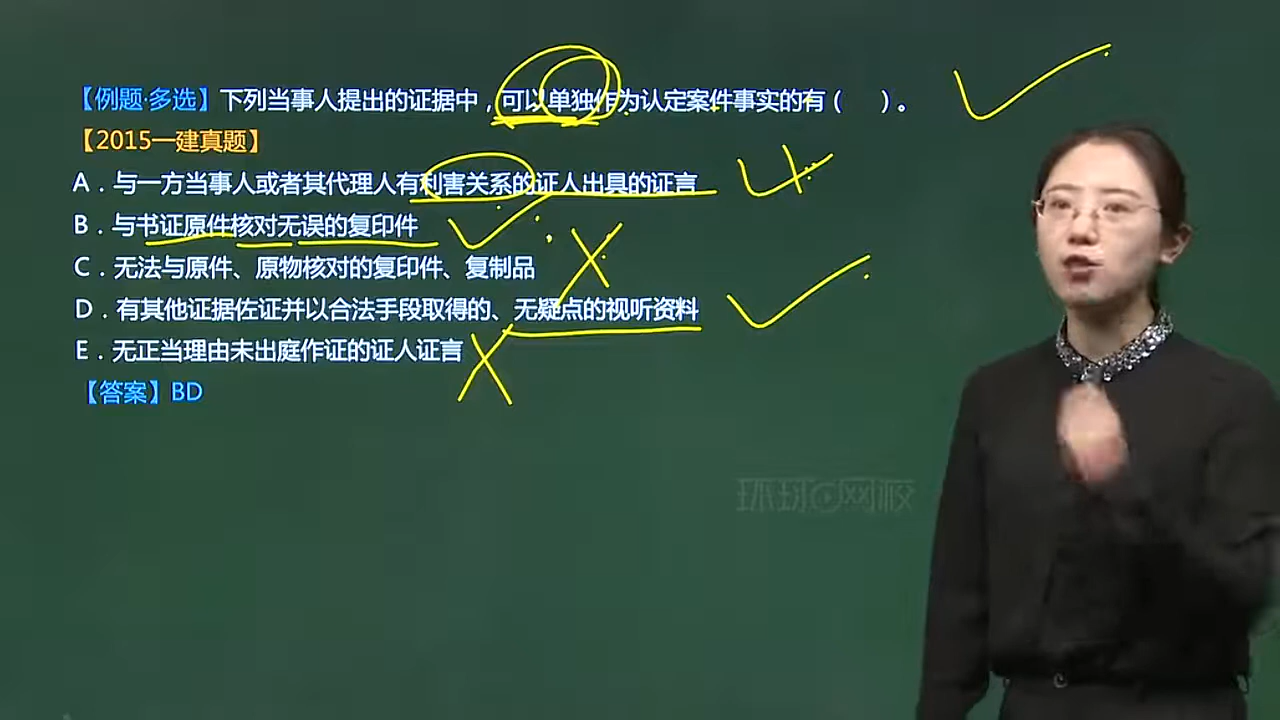 【例题·多选】下列当事人提出的证据中，可以单独作为认定案件事实的有（ ）。
【2015一建真题】
A．与一方当事人或者其代理人有利害关系的证人出具的证言
B．与书证原件核对无误的复印件
C．无法与原件、原物核对的复印件、复制品
D．有其他证据佐证并以合法手段取得的、无疑点的视听资料
E．无正当理由未出庭作证的证人证言
【答案】BD
环球网校